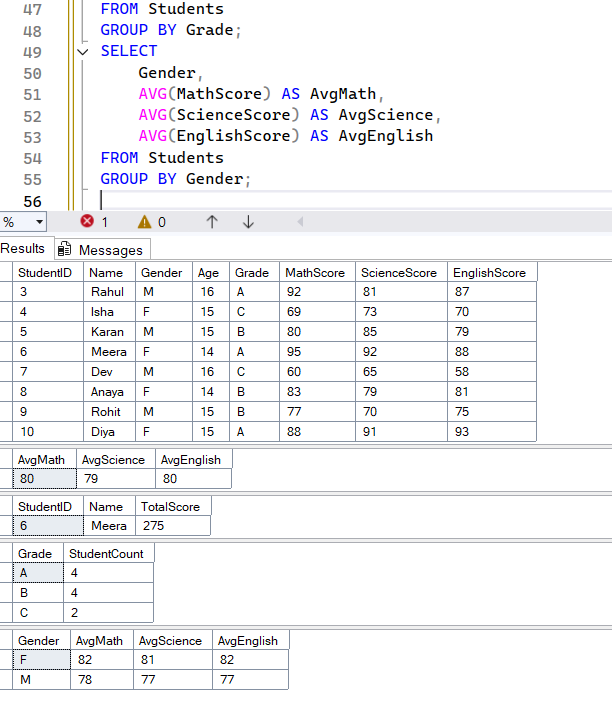 47 FROM Students
48 GROUP BY Grade;
49 SELECT
50 Gender,
51 AVG(MathScore) AS AvgMath,
52 AVG(ScienceScore) AS AvgScience,
53 AVG(EnglishScore) AS AvgEnglish
54 FROM Students
55 GROUP BY Gender;
56
% 1 0
Results Messages
StudentID Name Gender Age Grade MathScore ScienceScore EnglishScore
3 Rahul M 16 A 92 81 87
4 Isha F 15 C 69 73 70
5 Karan M 15 B 80 85 79
6 Meera F 14 A 95 92 88
7 Dev M 16 C 60 65 58
8 Anaya F 14 B 83 79 81
9 Rohit M 15 B 77 70 75
10 Diya F 15 A 88 91 93
AvgMath AvgScience AvgEnglish
80 79 80
StudentID Name TotalScore
6 Meera 275
Grade StudentCount
A 4
B 4
C 2
Gender AvgMath AvgScience AvgEnglish
F 82 81 82
M 78 77 77